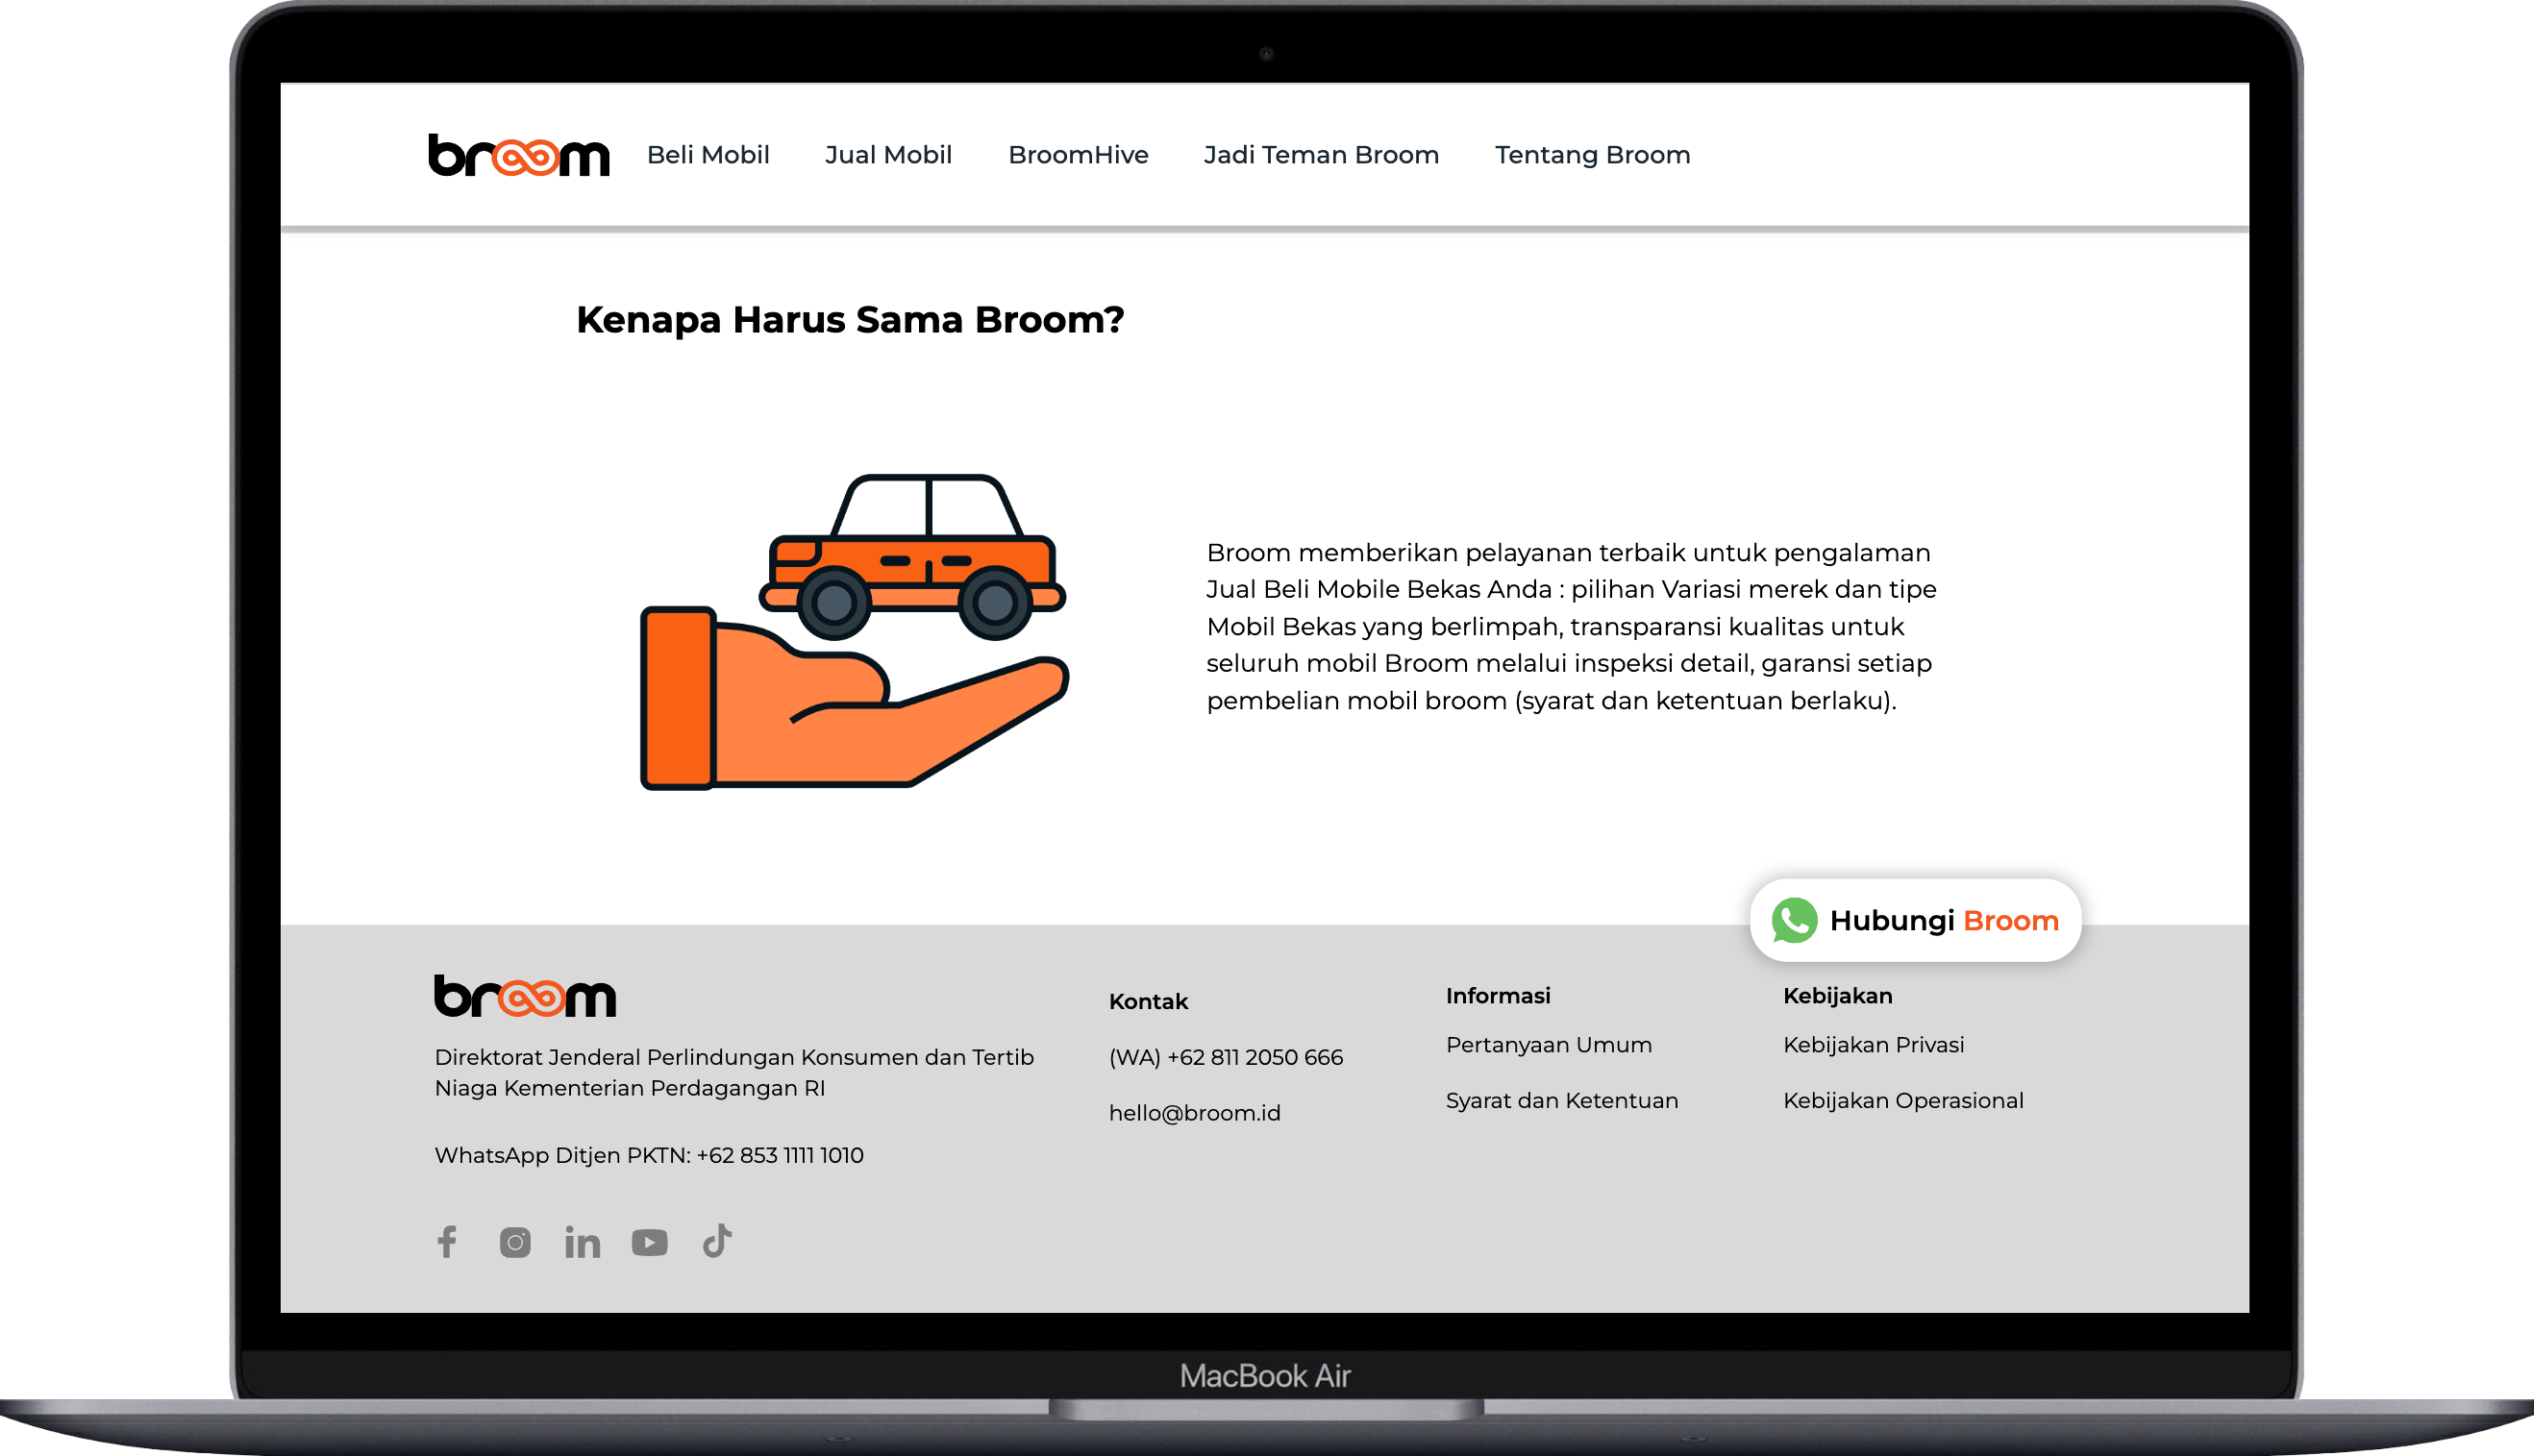 broom Beli Mobil Jual Mobil BroomHive Jadi Teman Broom Tentang Broom
Kenapa Harus Sama Broom?
Broom memberikan pelayanan terbaik untuk pengalaman
Jual Beli Mobile Bekas Anda : pilihan Variasi merek dan tipe
Mobil Bekas yang berlimpah, transparansi kualitas untuk
seluruh mobil Broom melalui inspeksi detail, garansi setiap
pembelian mobil broom (syarat dan ketentuan berlaku).
Hubungi Broom
broom
Direktorat Jenderal Perlindungan Konsumen dan Tertib
Niaga Kementerian Perdagangan RI
WhatsApp Ditjen PKTN: +62 853 1111 1010
Kontak
(WA) +62 811 2050 666
hello@broom.id
Informasi
Pertanyaan Umum
Syarat dan Ketentuan
Kebijakan
Kebijakan Privasi
Kebijakan Operasional
MacBook Air